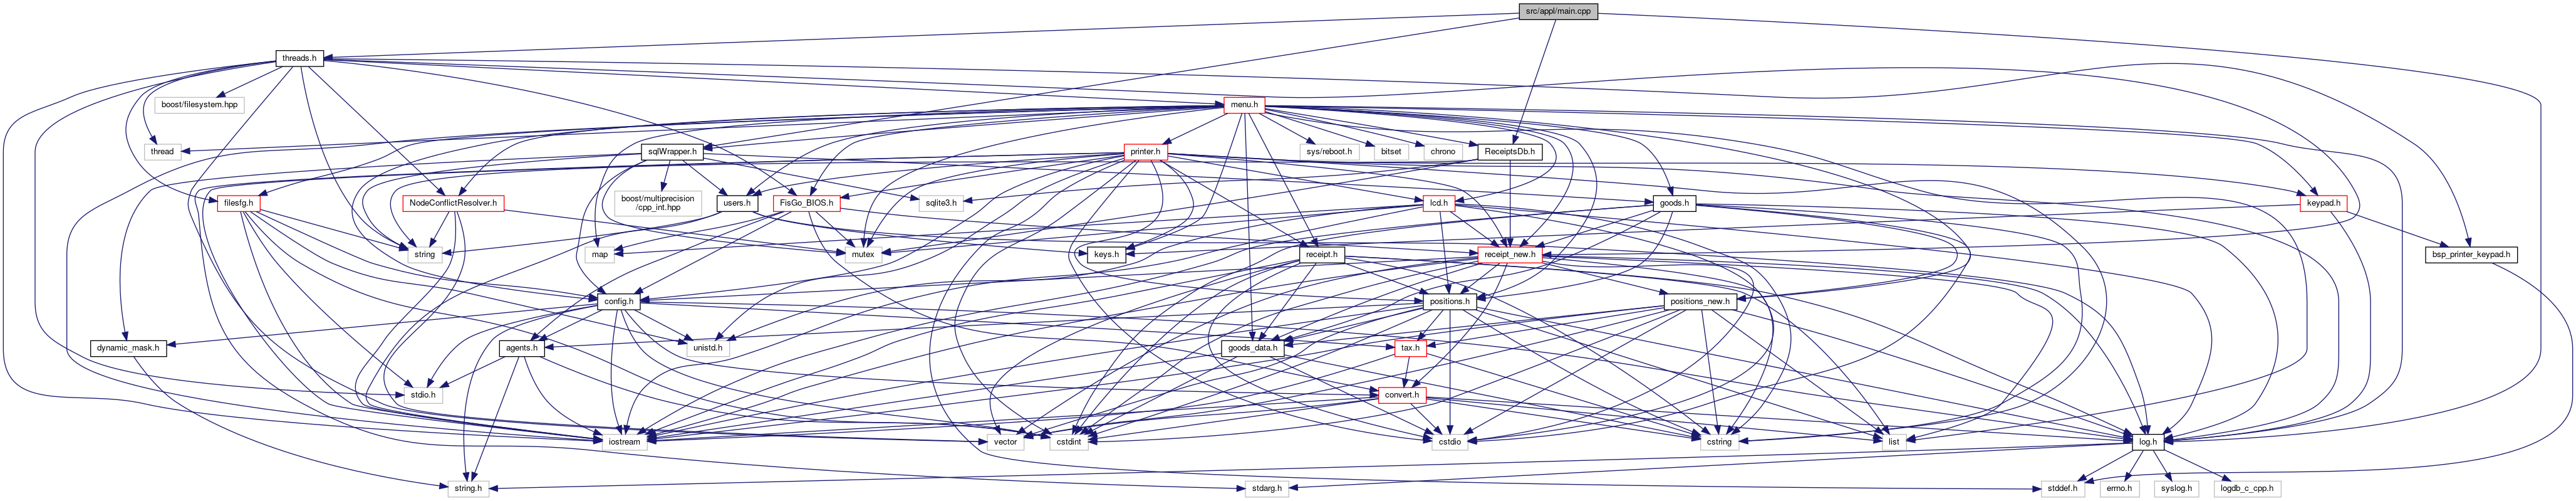 src/appl/main.cpp
threads.h
boost/filesystem.hpp
menu.h
thread
sqlWrapper.h
printer.h
sys/reboot.h
bitset
chrono
ReceiptsDb.h
filesfg.h
NodeConflictResolver.h
boost/multiprecision
/cpp_int.hpp
users.h
FisGo_BIOS.h
sqlite3.h
lcd.h
goods.h
keypad.h
string
map
mutex
keys.h
receipt.h
receipt_new.h
bsp_printer_keypad.h
config.h
positions.h
positions_new.h
dynamic_mask.h
agents.h
unistd.h
goods_data.h
tax.h
stdio.h
convert.h
iostream
vector
cstdint
cstdio
cstring
list
log.h
string.h
stdarg.h
stddef.h
errno.h
syslog.h
logdb_c_cpp.h